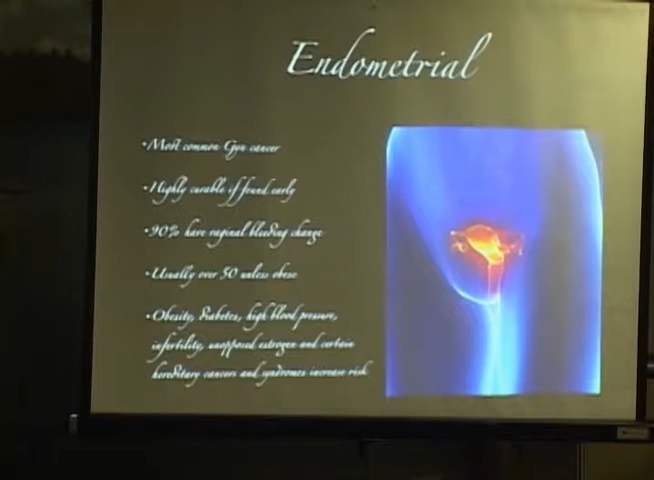 Endometrial
•Most common Gyn cancer
•Highly curable if found early
•90% have vaginal bleeding change
•Usually over 50 unless obese
•Obesity, diabetes, high blood pressure,
infertility, unopposed estrogen and certain
hereditary cancers and syndromes increase risk